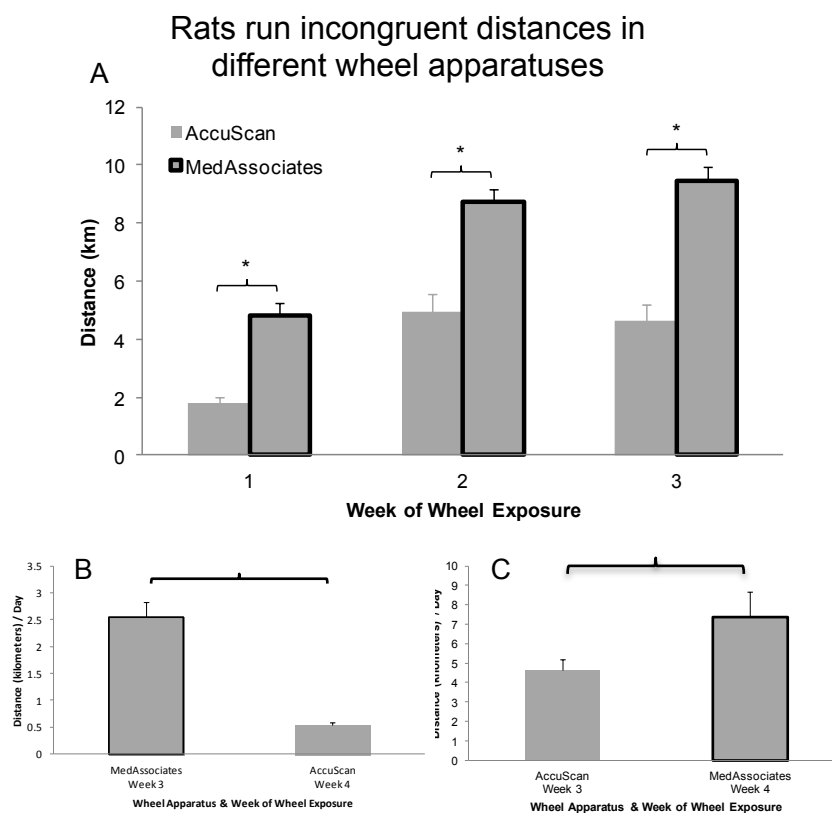 Rats run incongruent distances in
different wheel apparatuses
A
12
10
8
6
4
2
0
Distance (km)
AccuScan
MedAssociates
*
*
*
1 2 3
Week of Wheel Exposure
B
3.5
3
2.5
2
1.5
1
0.5
0
Distance (kilometers) / Day
MedAssociates
Week 3
AccuScan
Week 4
Wheel Apparatus & Week of Wheel Exposure
C
10
9
8
7
6
5
4
3
2
1
0
Distance (kilometers) / Day
AccuScan
Week 3
MedAssociates
Week 4
Wheel Apparatus & Week of Wheel Exposure